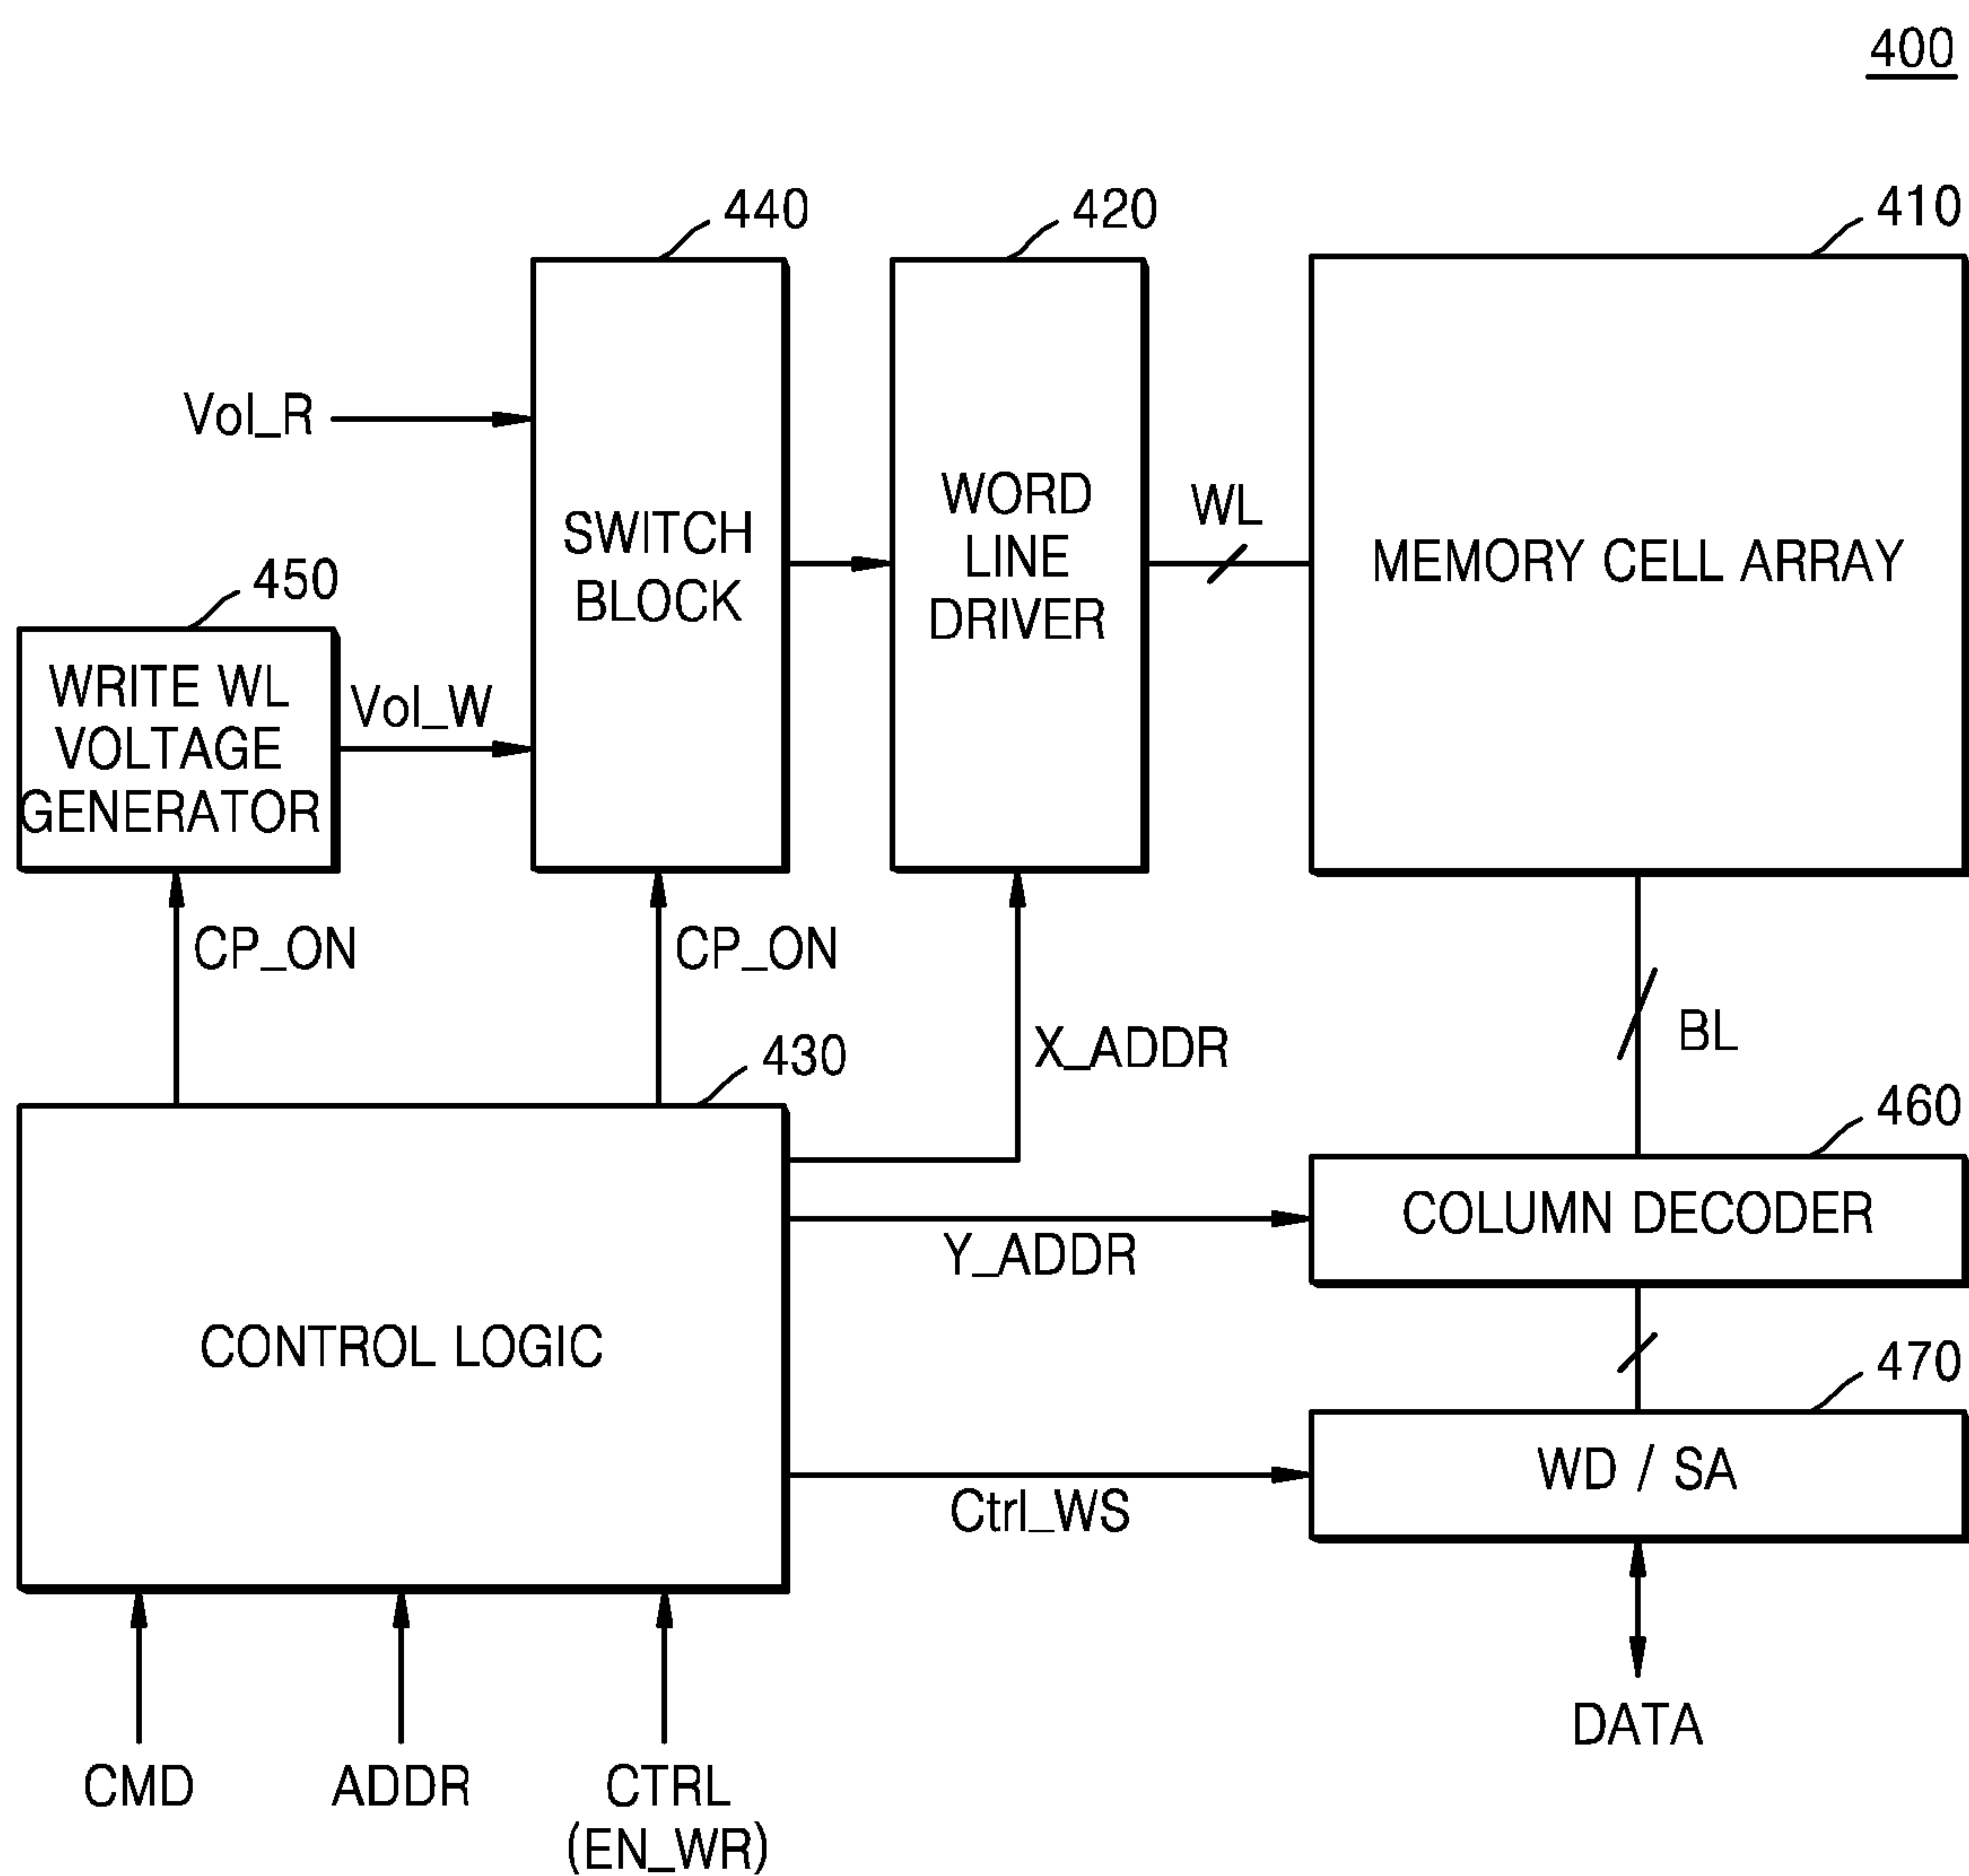 400
440
420
410
Vol_R
SWITCH
BLOCK
WORD
LINE
DRIVER
WL
MEMORY CELL ARRAY
450
WRITE WL
VOLTAGE
GENERATOR
Vol_W
CP_ON
CP_ON
X_ADDR
BL
430
460
COLUMN DECODER
Y_ADDR
CONTROL LOGIC
470
WD / SA
Ctrl_WS
DATA
CMD
ADDR
CTRL
(EN_WR)